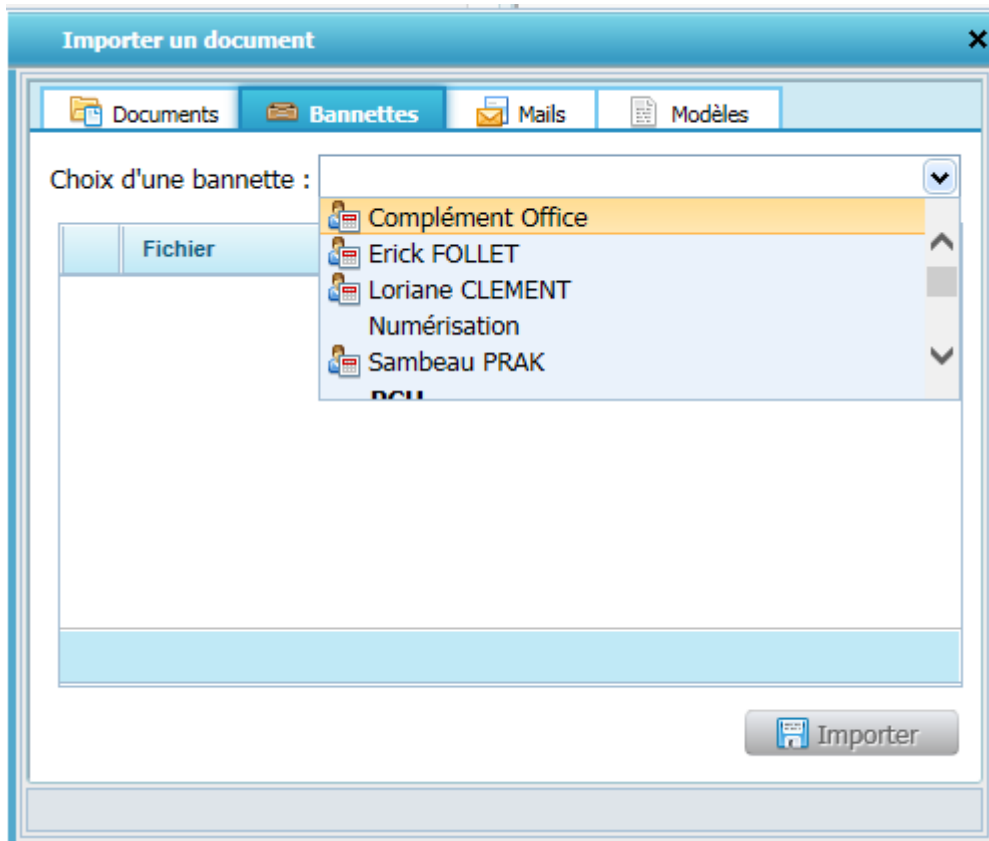 Importer un document
Documents Bannettes Mails Modèles
Choix d'une bannette :
Complément Office
Fichier
Erick FOLLET
Loriane CLEMENT
Numérisation
Sambeau PRAK
Importer